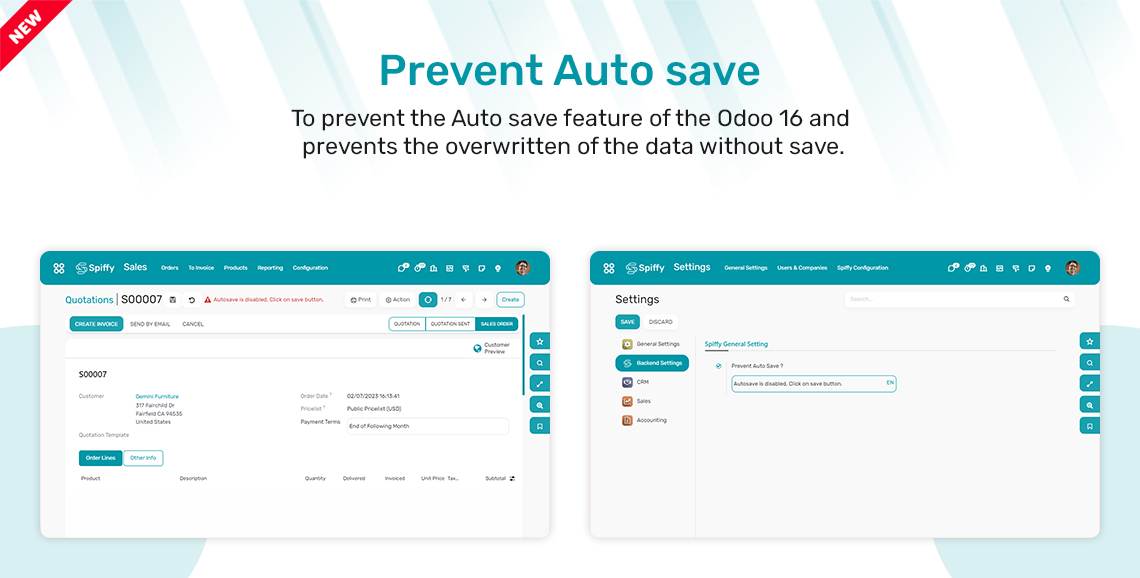 NEW
Prevent Auto save
To prevent the Auto save feature of the Odoo 16 and
prevents the overwritten of the data without save.
Spiffy Sales Orders To Invoice Products Reporting Configuration
Quotations | S00007 Autosave is disabled. Click on save button. Print Action 1 / 7 Create
CREATE INVOICE SEND BY EMAIL CANCEL QUOTATION QUOTATION SENT SALES ORDER
Customer
Preview
S00007
Customer Gemini Furniture Order Date ? 02/07/2023 16:13:41
317 Fairchild Dr Pricelist ? Public Pricelist (USD)
Fairfield CA 94535
United States Payment Terms End of Following Month
Quotation Template
Order Lines Other Info
Product Description Quantity Delivered Invoiced Unit Price Tax... Subtotal
Spiffy Settings General Settings Users & Companies Spiffy Configuration
Settings Search...
SAVE DISCARD
General Settings Spiffy General Setting
Backend Settings Prevent Auto Save ?
CRM Autosave is disabled. Click on save button. EN
Sales
Accounting